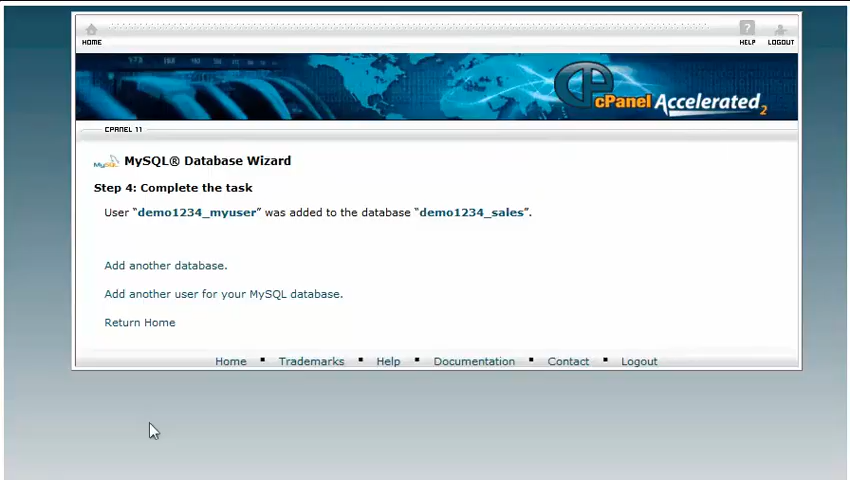 HOME
?
HELP
LOGOUT
cPanel Accelerated2
CPANEL 11
MySQL MySQL® Database Wizard
Step 4: Complete the task
User “demo1234_myuser” was added to the database “demo1234_sales”.
Add another database.
Add another user for your MySQL database.
Return Home
Home ▪ Trademarks ▪ Help ▪ Documentation ▪ Contact ▪ Logout